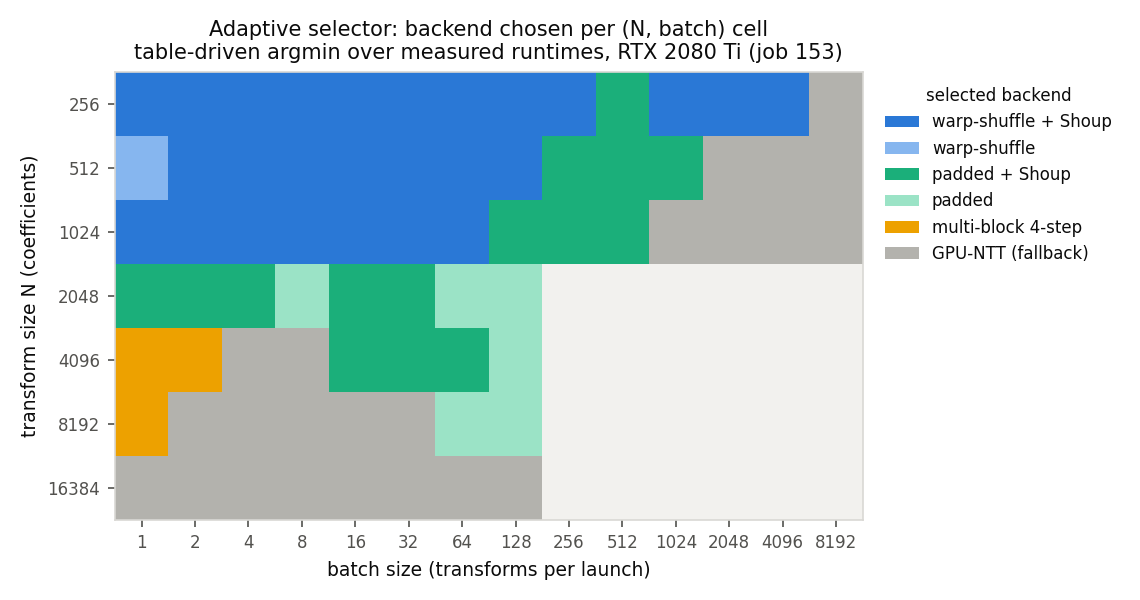 Adaptive selector: backend chosen per (N, batch) cell
table-driven argmin over measured runtimes, RTX 2080 Ti (job 153)
selected backend
warp-shuffle + Shoup
warp-shuffle
padded + Shoup
padded
multi-block 4-step
GPU-NTT (fallback)
transform size N (coefficients)
256
512
1024
2048
4096
8192
16384
1 2 4 8 16 32 64 128 256 512 1024 2048 4096 8192
batch size (transforms per launch)